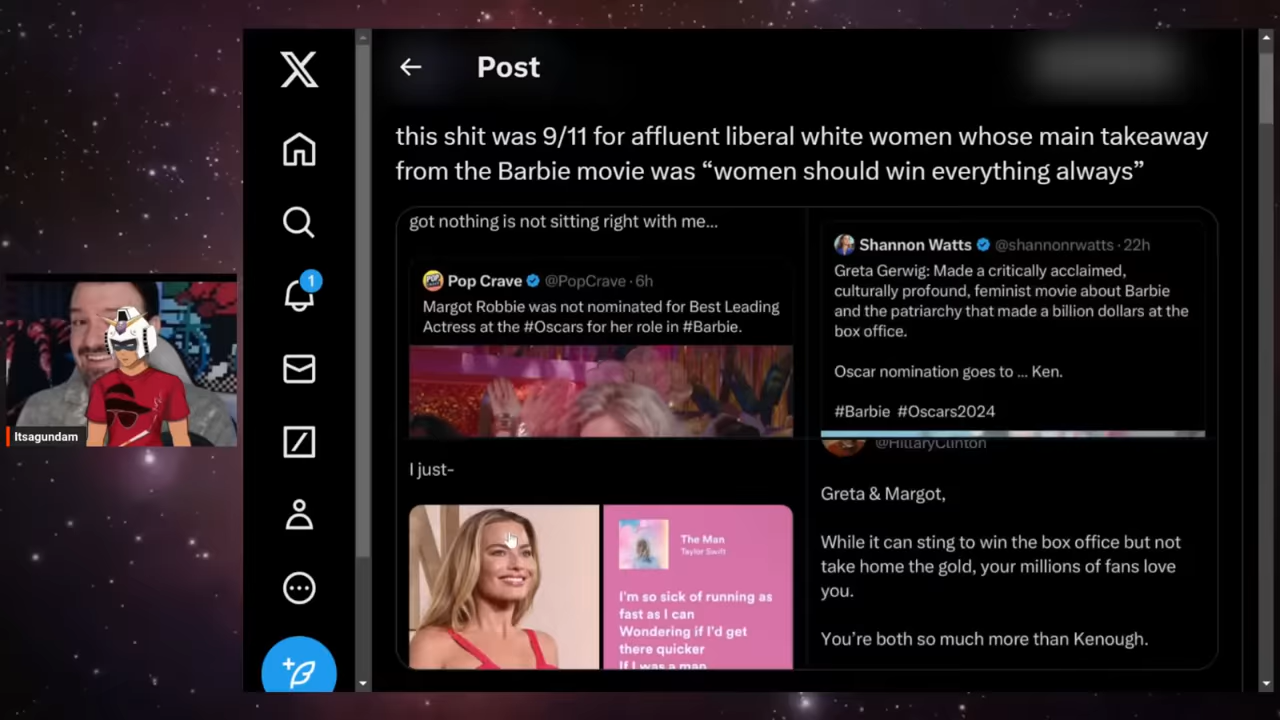 Post
this shit was 9/11 for affluent liberal white women whose main takeaway
from the Barbie movie was “women should win everything always”
got nothing is not sitting right with me...
Pop Crave @PopCrave · 6h
Margot Robbie was not nominated for Best Leading
Actress at the #Oscars for her role in #Barbie.
I just-
The Man
Taylor Swift
I'm so sick of running as
fast as I can
Wondering if I'd get
there quicker
If I was a man
Shannon Watts @shannonrwatts · 22h
Greta Gerwig: Made a critically acclaimed,
culturally profound, feminist movie about Barbie
and the patriarchy that made a billion dollars at the
box office.
Oscar nomination goes to ... Ken.
#Barbie #Oscars2024
@HillaryClinton
Greta & Margot,
While it can sting to win the box office but not
take home the gold, your millions of fans love
you.
You're both so much more than Kenough.
1
Itsagundam